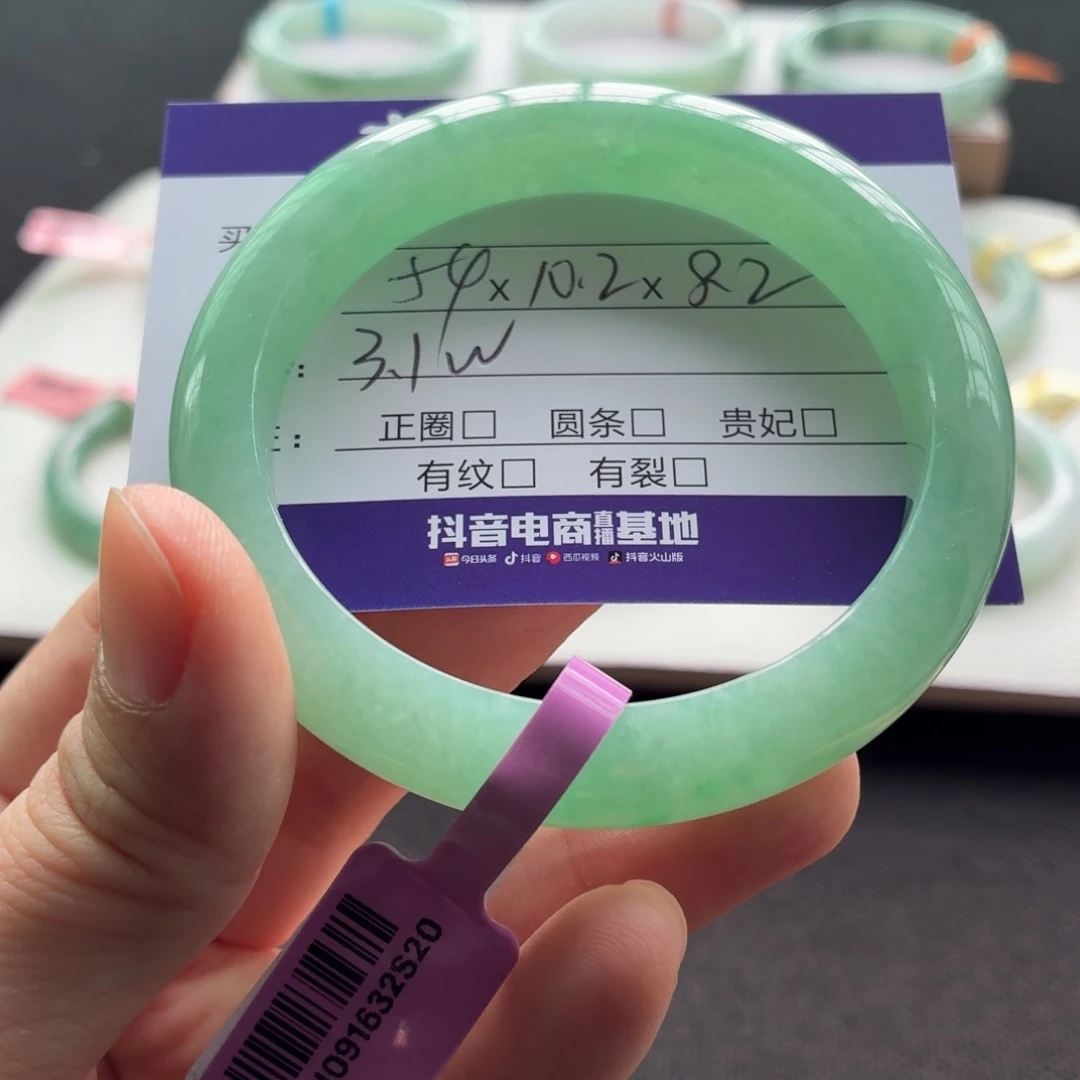 买
54x10.2x8.2
: 3.1w
: 正圈□ 圆条□ 贵妃□
有纹□ 有裂□
抖音电商直播基地
今日头条 抖音 西瓜视频 抖音火山版
091632S20